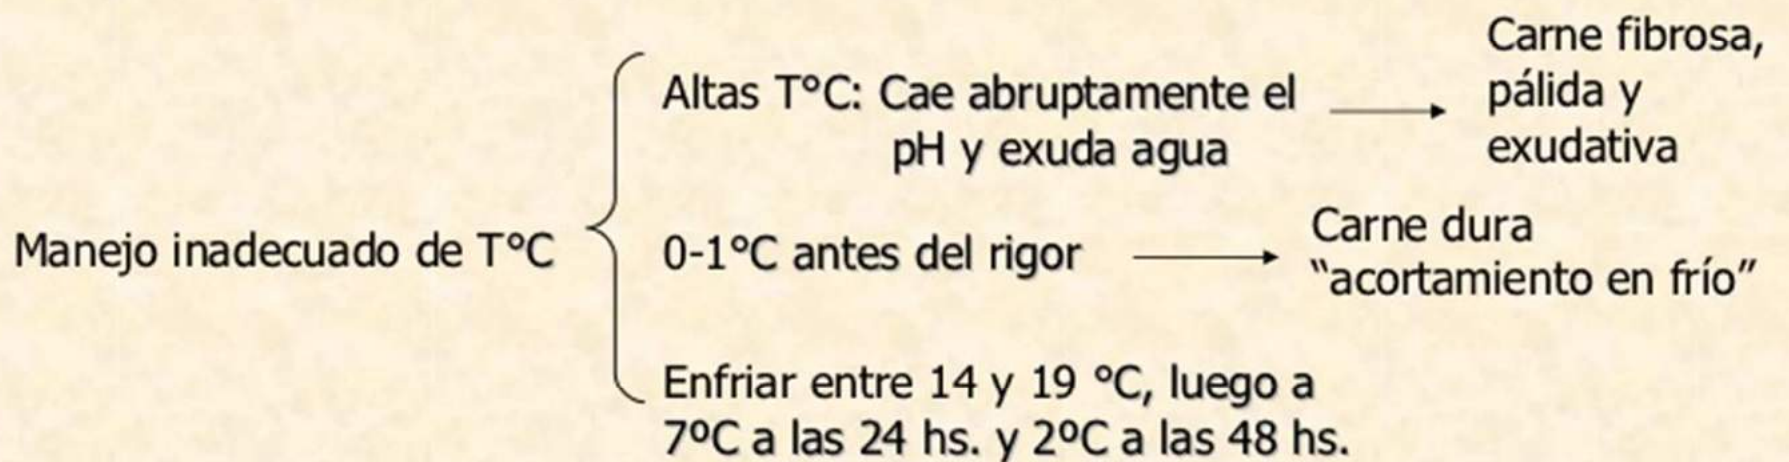 Manejo inadecuado de T°C
Altas T°C: Cae abruptamente el
pH y exuda agua
Carne fibrosa,
pálida y
exudativa
0-1°C antes del rigor
Carne dura
“acortamiento en frío”
Enfriar entre 14 y 19 °C, luego a
7ºC a las 24 hs. y 2ºC a las 48 hs.